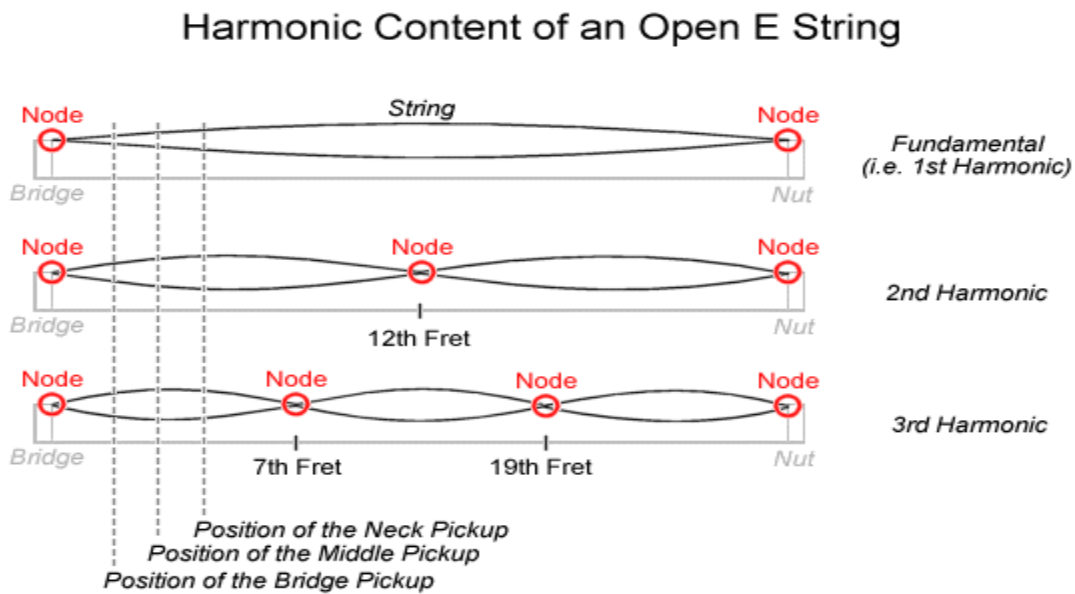 Harmonic Content of an Open E String
String
Node
Node
Fundamental
(i.e. 1st Harmonic)
Bridge
Nut
Node
Node
Node
2nd Harmonic
Bridge
Nut
12th Fret
Node
Node
Node
Node
3rd Harmonic
Bridge
Nut
7th Fret
19th Fret
Position of the Neck Pickup
Position of the Middle Pickup
Position of the Bridge Pickup